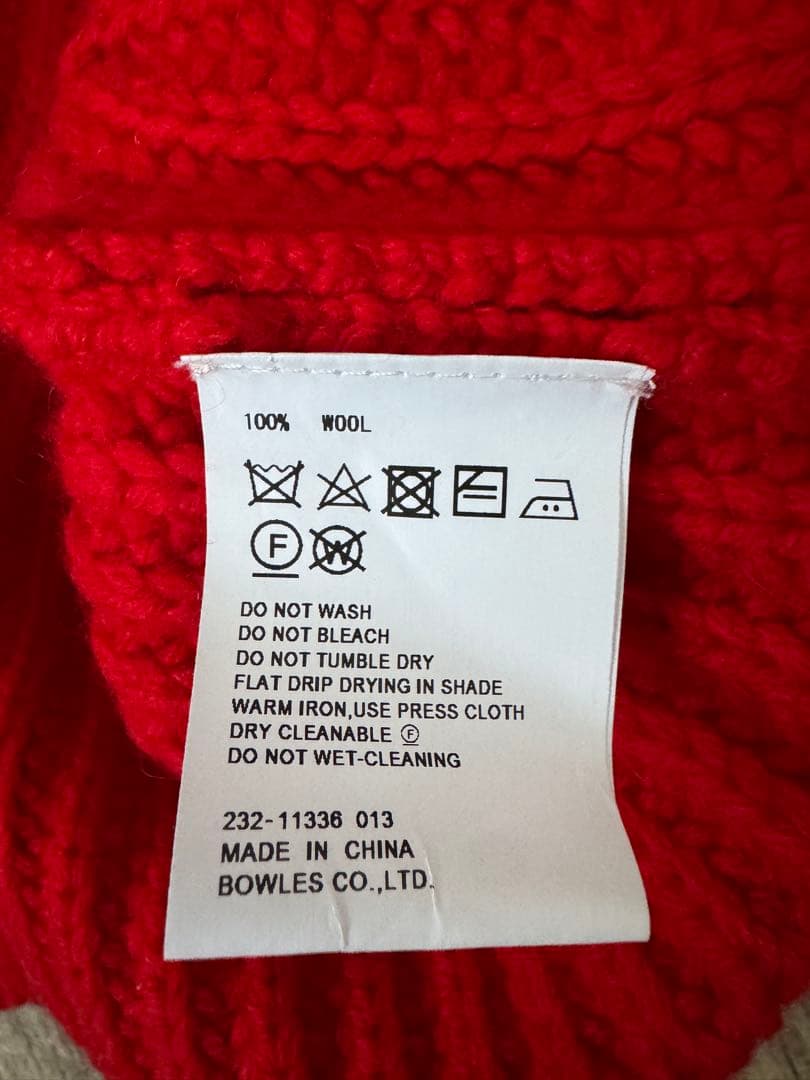 100% WOOL
F W
DO NOT WASH
DO NOT BLEACH
DO NOT TUMBLE DRY
FLAT DRIP DRYING IN SHADE
WARM IRON,USE PRESS CLOTH
DRY CLEANABLE Ⓕ
DO NOT WET-CLEANING
232-11336 013
MADE IN CHINA
BOWLES CO.,LTD.